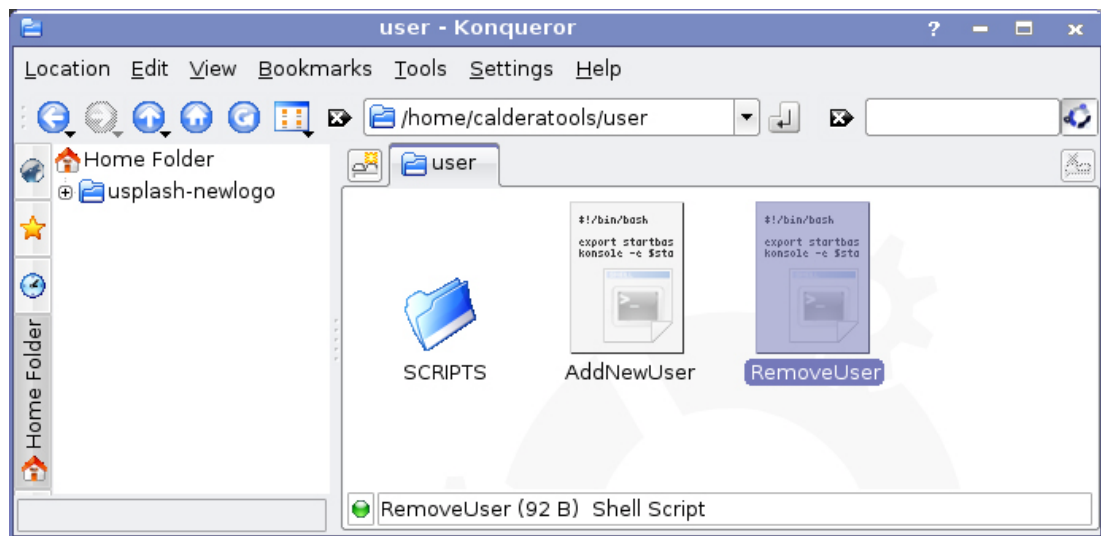 user - Konqueror
?
Location Edit View Bookmarks Tools Settings Help
/home/calderatools/user
Home Folder
usplash-newlogo
user
Home Folder
#!/bin/bash
export startbas
konsole -e $sta
#!/bin/bash
export startbas
konsole -e $sta
SCRIPTS
AddNewUser
RemoveUser
RemoveUser (92 B) Shell Script